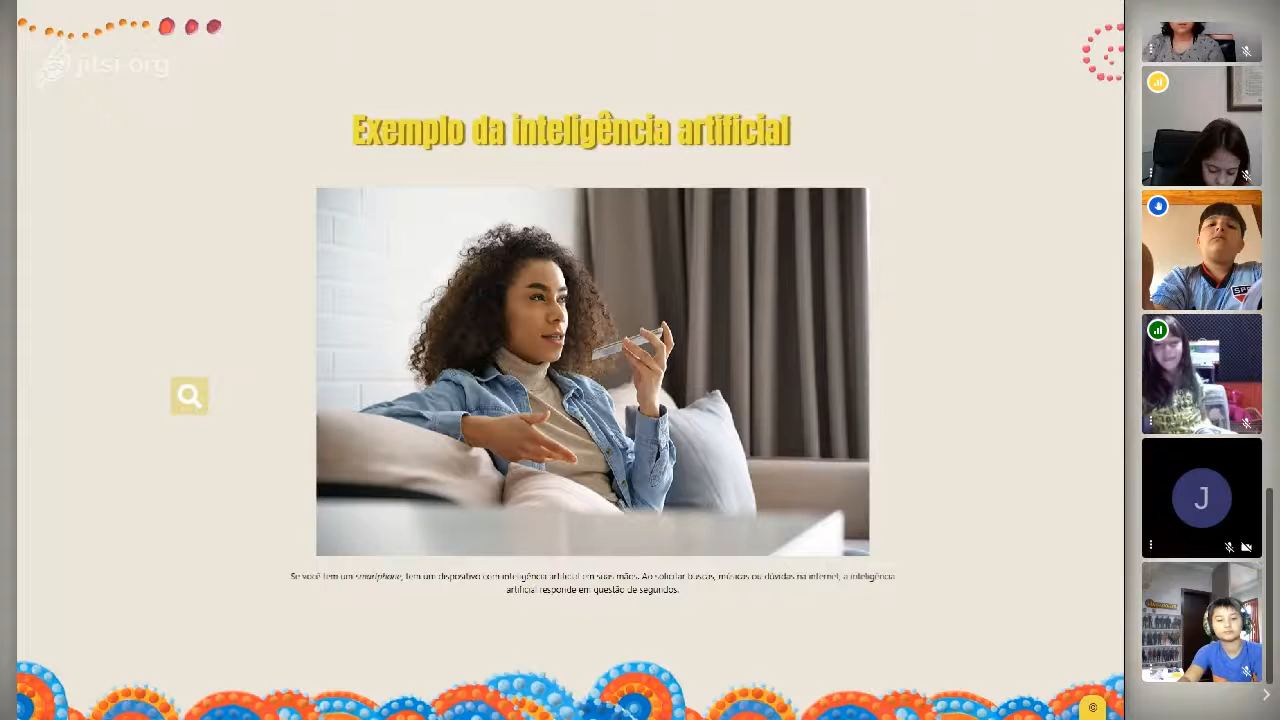 jitsi.org
Exemplo da inteligência artificial
Se você tem um smartphone, tem um dispositivo com inteligência artificial em suas mãos. Ao solicitar buscas, músicas ou dúvidas na internet, a inteligência
artificial responde em questão de segundos.
J
©